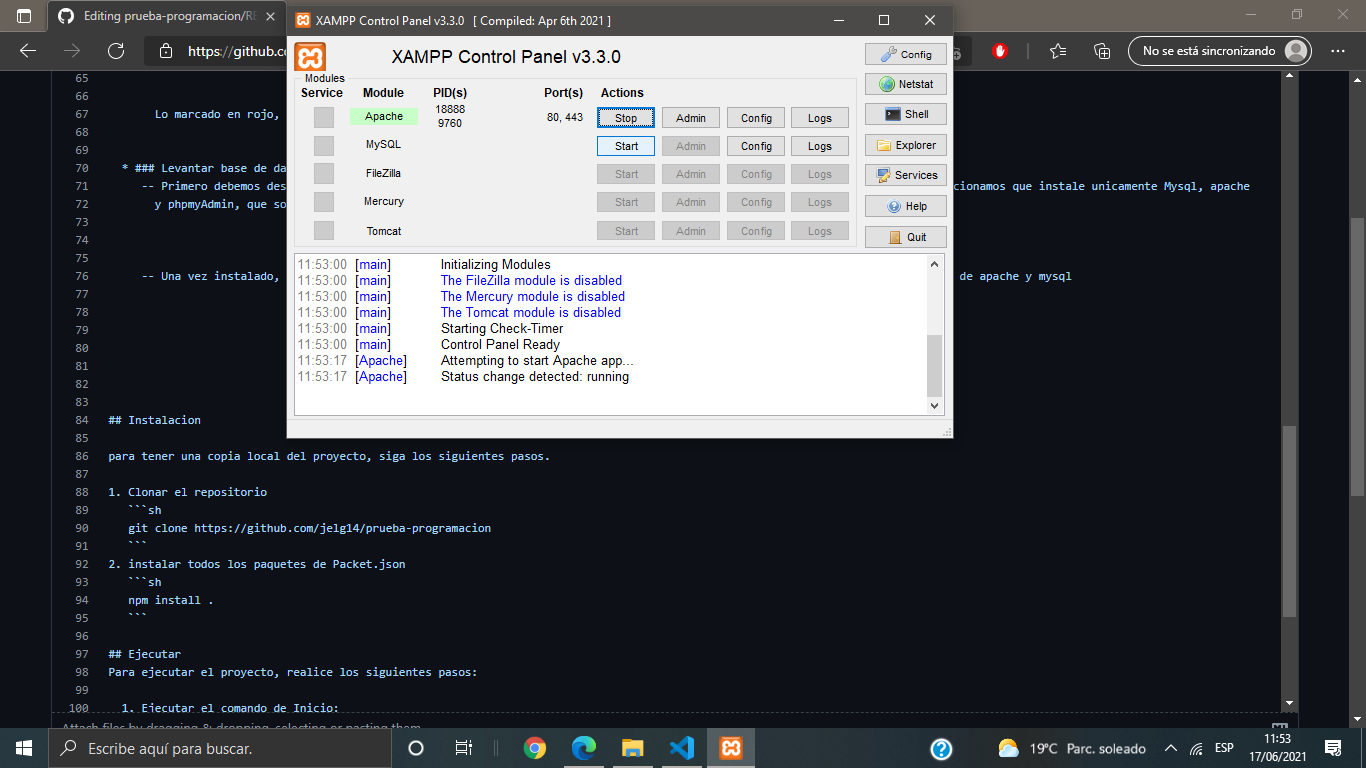 Editing prueba-programacion/RE
https://github.c
No se está sincronizando
XAMPP Control Panel v3.3.0 [ Compiled: Apr 6th 2021 ]
XAMPP Control Panel v3.3.0
Config
Modules
Service Module PID(s) Port(s) Actions
Netstat
Apache 18888 9760 80, 443 Stop Admin Config Logs
Shell
MySQL Start Admin Config Logs
Explorer
FileZilla Start Admin Config Logs
Services
Mercury Start Admin Config Logs
Help
Tomcat Start Admin Config Logs
Quit
11:53:00 [main] Initializing Modules
11:53:00 [main] The FileZilla module is disabled
11:53:00 [main] The Mercury module is disabled
11:53:00 [main] The Tomcat module is disabled
11:53:00 [main] Starting Check-Timer
11:53:00 [main] Control Panel Ready
11:53:17 [Apache] Attempting to start Apache app...
11:53:17 [Apache] Status change detected: running
65
66
67 Lo marcado en rojo,
68
69
70 * ### Levantar base de da
71 -- Primero debemos des cionamos que instale unicamente Mysql, apache
72 y phpmyAdmin, que so
73
74
75
76 -- Una vez instalado, de apache y mysql
77
78
79
80
81
82
83
84 ## Instalacion
85
86 para tener una copia local del proyecto, siga los siguientes pasos.
87
88 1. Clonar el repositorio
89 ```sh
90 git clone https://github.com/jelg14/prueba-programacion
91 ```
92 2. instalar todos los paquetes de Packet.json
93 ```sh
94 npm install .
95 ```
96
97 ## Ejecutar
98 Para ejecutar el proyecto, realice los siguientes pasos:
99
100 1. Ejecutar el comando de Inicio:
Attach files by dragging & dropping, selecting or pasting them.
Escribe aquí para buscar.
19°C Parc. soleado
ESP
11:53
17/06/2021